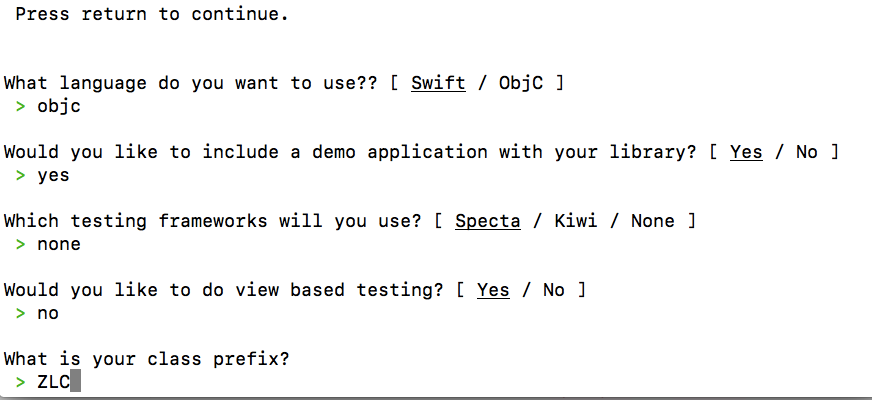 Press return to continue.
What language do you want to use?? [ Swift / ObjC ]
> objc
Would you like to include a demo application with your library? [ Yes / No ]
> yes
Which testing frameworks will you use? [ Specta / Kiwi / None ]
> none
Would you like to do view based testing? [ Yes / No ]
> no
What is your class prefix?
> ZLC